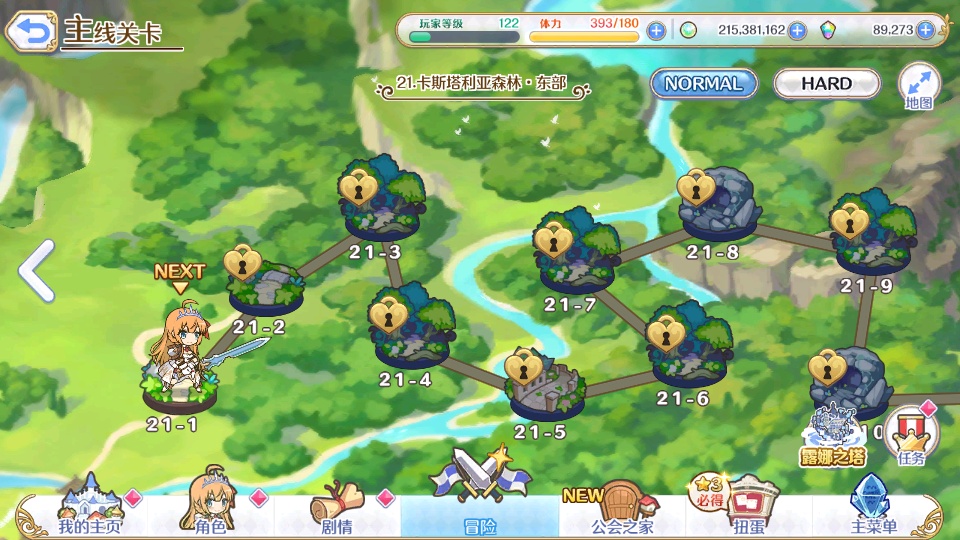 主线关卡
玩家等级 122
体力 393/180
215,381,162
89,273
21.卡斯塔利亚森林·东部
NORMAL
HARD
地图
NEXT
21-1
21-2
21-3
21-4
21-5
21-6
21-7
21-8
21-9
10
露娜之塔
任务
我的主页
角色
剧情
冒险
NEW
公会之家
★3
必得
扭蛋
主菜单